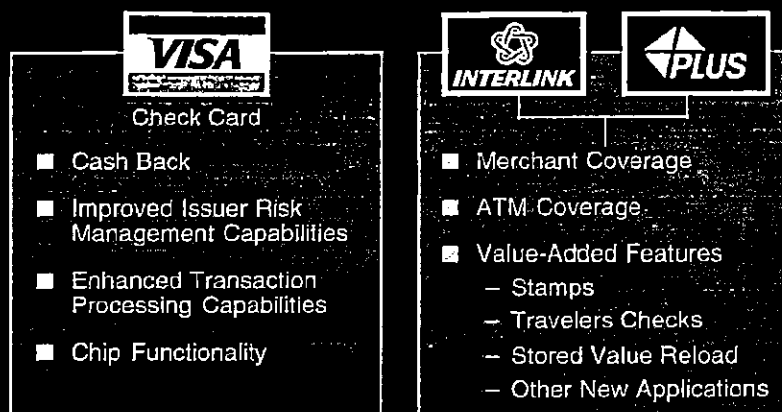 VISA
Check Card
■ Cash Back
■ Improved Issuer Risk
Management Capabilities
■ Enhanced Transaction
Processing Capabilities
■ Chip Functionality
INTERLINK
PLUS
■ Merchant Coverage
■ ATM Coverage
■ Value-Added Features
– Stamps
– Travelers Checks
– Stored Value Reload
– Other New Applications